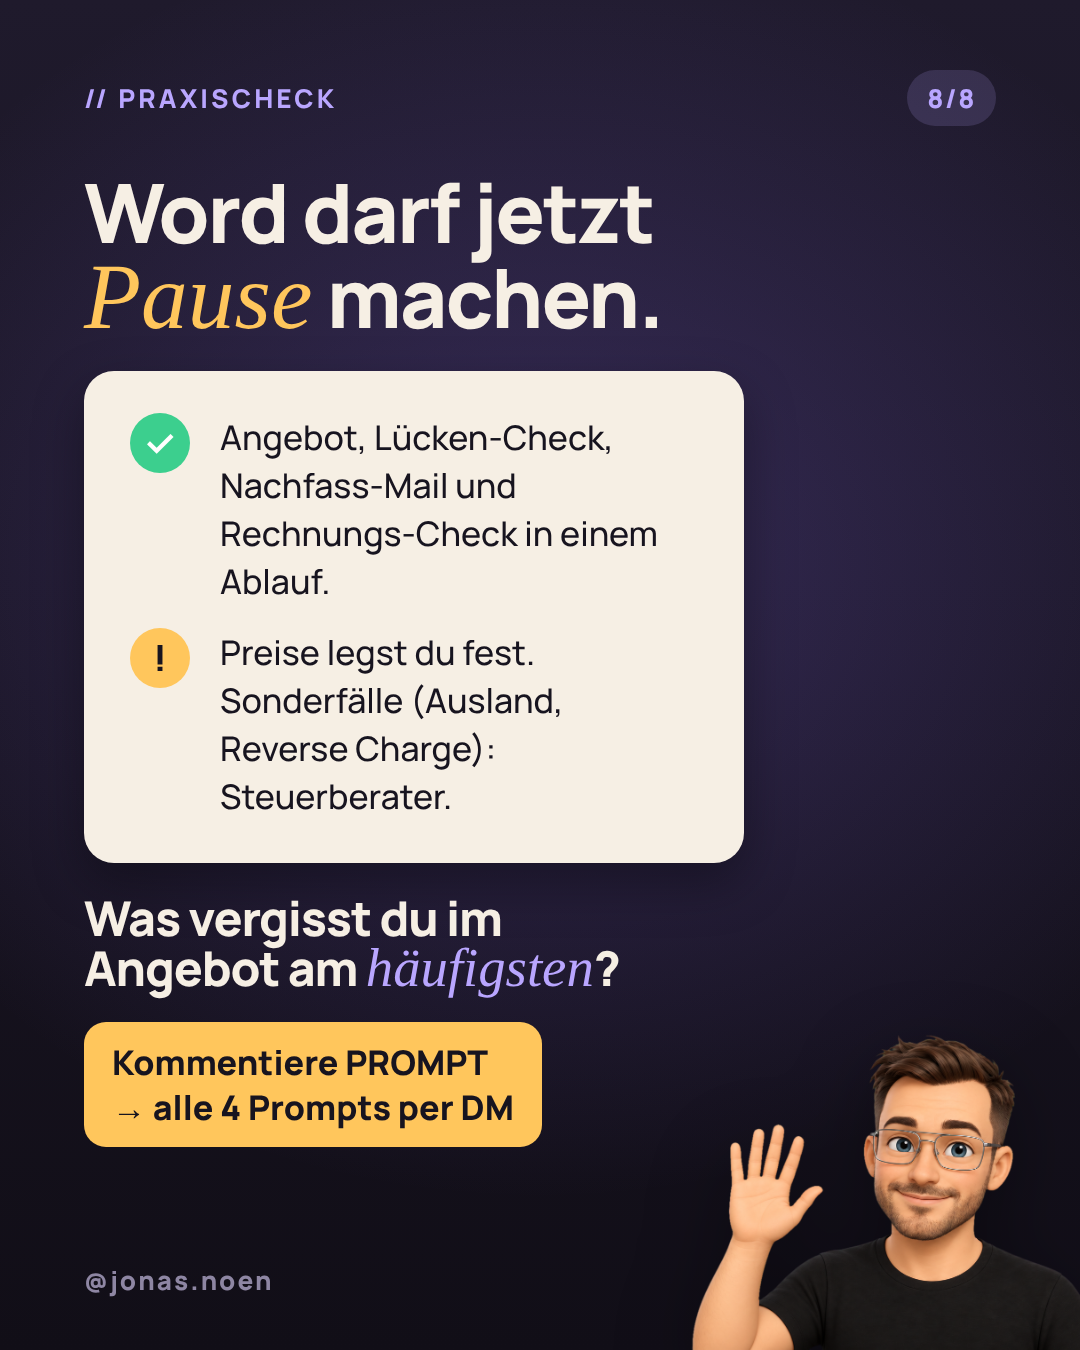 // PRAXISCHECK
8/8
Word darf jetzt
Pause machen.
Angebot, Lücken-Check,
Nachfass-Mail und
Rechnungs-Check in einem
Ablauf.
!
Preise legst du fest.
Sonderfälle (Ausland,
Reverse Charge):
Steuerberater.
Was vergisst du im
Angebot am häufigsten?
Kommentiere PROMPT
→ alle 4 Prompts per DM
@jonas.noen